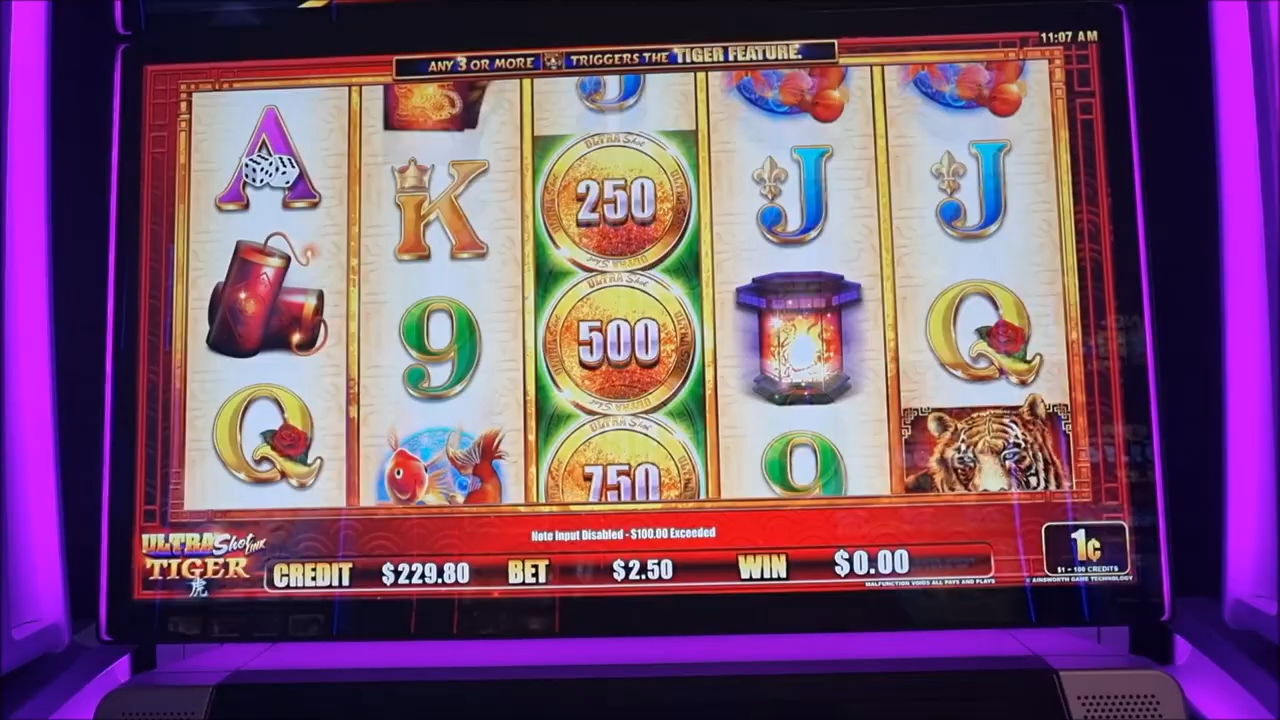 11:07 AM
ANY 3 OR MORE TRIGGERS THE TIGER FEATURE.
J
A
K
ULTRA Shot
250
J
J
ULTRA Shot
9
500
Q
Q
ULTRA Shot
750
9
Note Input Disabled - $100.00 Exceeded
ULTRA Shot LINK
TIGER
虎
CREDIT $229.80 BET $2.50 WIN $0.00
1¢
$1 = 100 CREDITS
MALFUNCTION VOIDS ALL PAYS AND PLAYS
© AINSWORTH GAME TECHNOLOGY